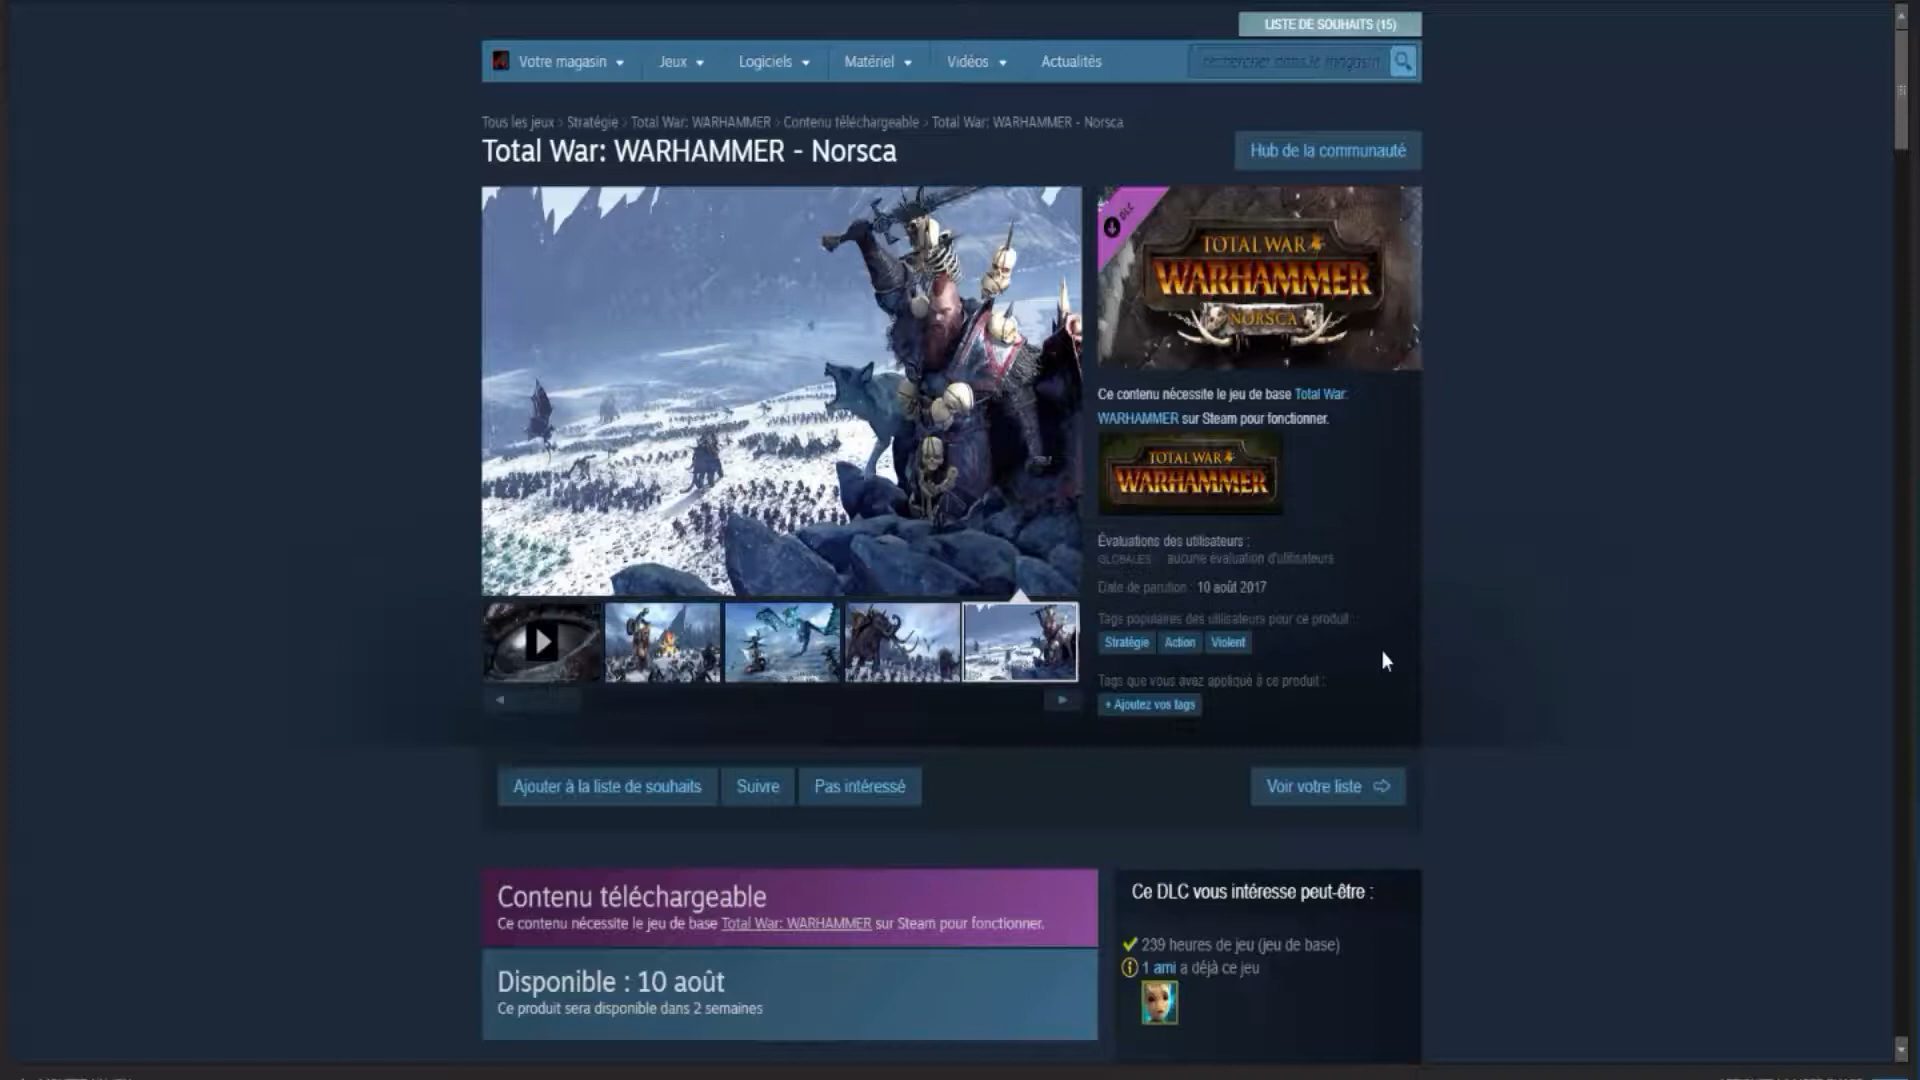 LISTE DE SOUHAITS (15)
Votre magasin Jeux Logiciels Matériel Vidéos Actualités rechercher dans le magasin
Tous les jeux > Stratégie > Total War: WARHAMMER > Contenu téléchargeable > Total War: WARHAMMER - Norsca
Total War: WARHAMMER - Norsca
Hub de la communauté
DLC
TOTAL WAR
WARHAMMER
NORSCA
Ce contenu nécessite le jeu de base Total War:
WARHAMMER sur Steam pour fonctionner.
TOTAL WAR
WARHAMMER
Évaluations des utilisateurs :
GLOBALES : aucune évaluation d'utilisateurs
Date de parution : 10 août 2017
Tags populaires des utilisateurs pour ce produit :
Stratégie Action Violent
Tags que vous avez appliqué à ce produit :
+ Ajoutez vos tags
Ajouter à la liste de souhaits Suivre Pas intéressé Voir votre liste
Contenu téléchargeable
Ce contenu nécessite le jeu de base Total War: WARHAMMER sur Steam pour fonctionner.
Disponible : 10 août
Ce produit sera disponible dans 2 semaines
Ce DLC vous intéresse peut-être :
239 heures de jeu (jeu de base)
1 ami a déjà ce jeu